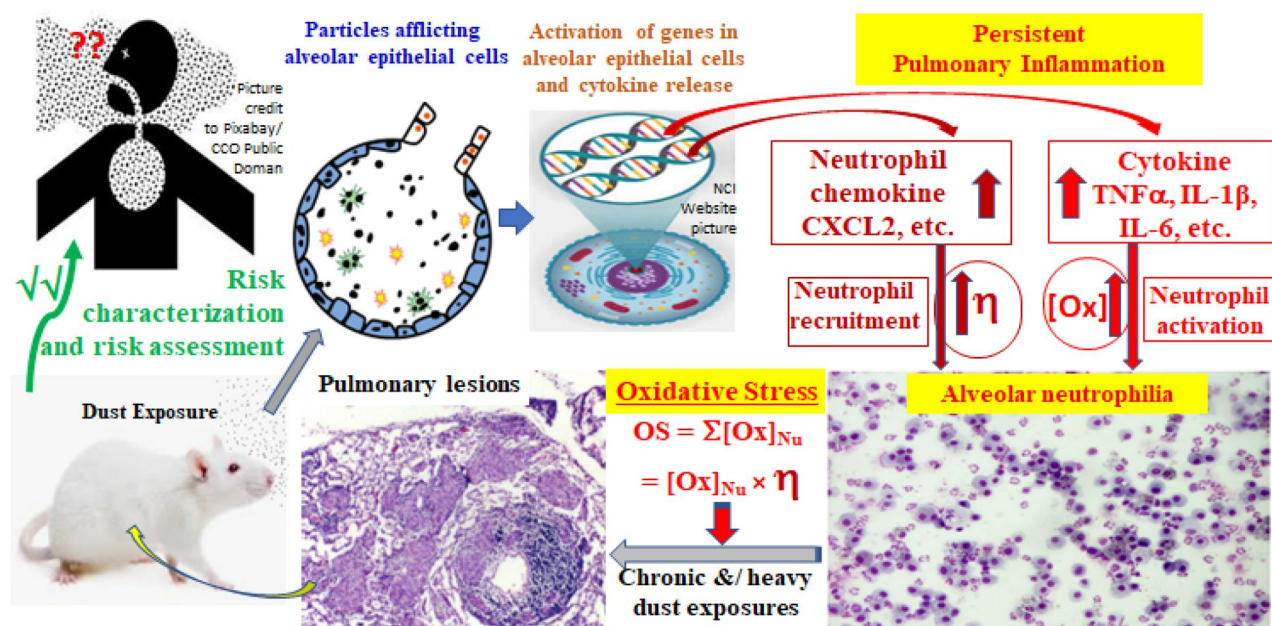 ??
Picture
credit
to Pixabay/
CCO Public
Doman
Particles afflicting
alveolar epithelial cells
Activation of genes in
alveolar epithelial cells
and cytokine release
NCI
Website
picture
Persistent
Pulmonary Inflammation
Neutrophil
chemokine
CXCL2, etc.
Cytokine
TNFα, IL-1β,
IL-6, etc.
Neutrophil
recruitment
η
[Ox]
Neutrophil
activation
√√
Risk
characterization
and risk assessment
Dust Exposure
Pulmonary lesions
Oxidative Stress
OS = Σ[Ox]Nu
= [Ox]Nu × η
Chronic &/ heavy
dust exposures
Alveolar neutrophilia